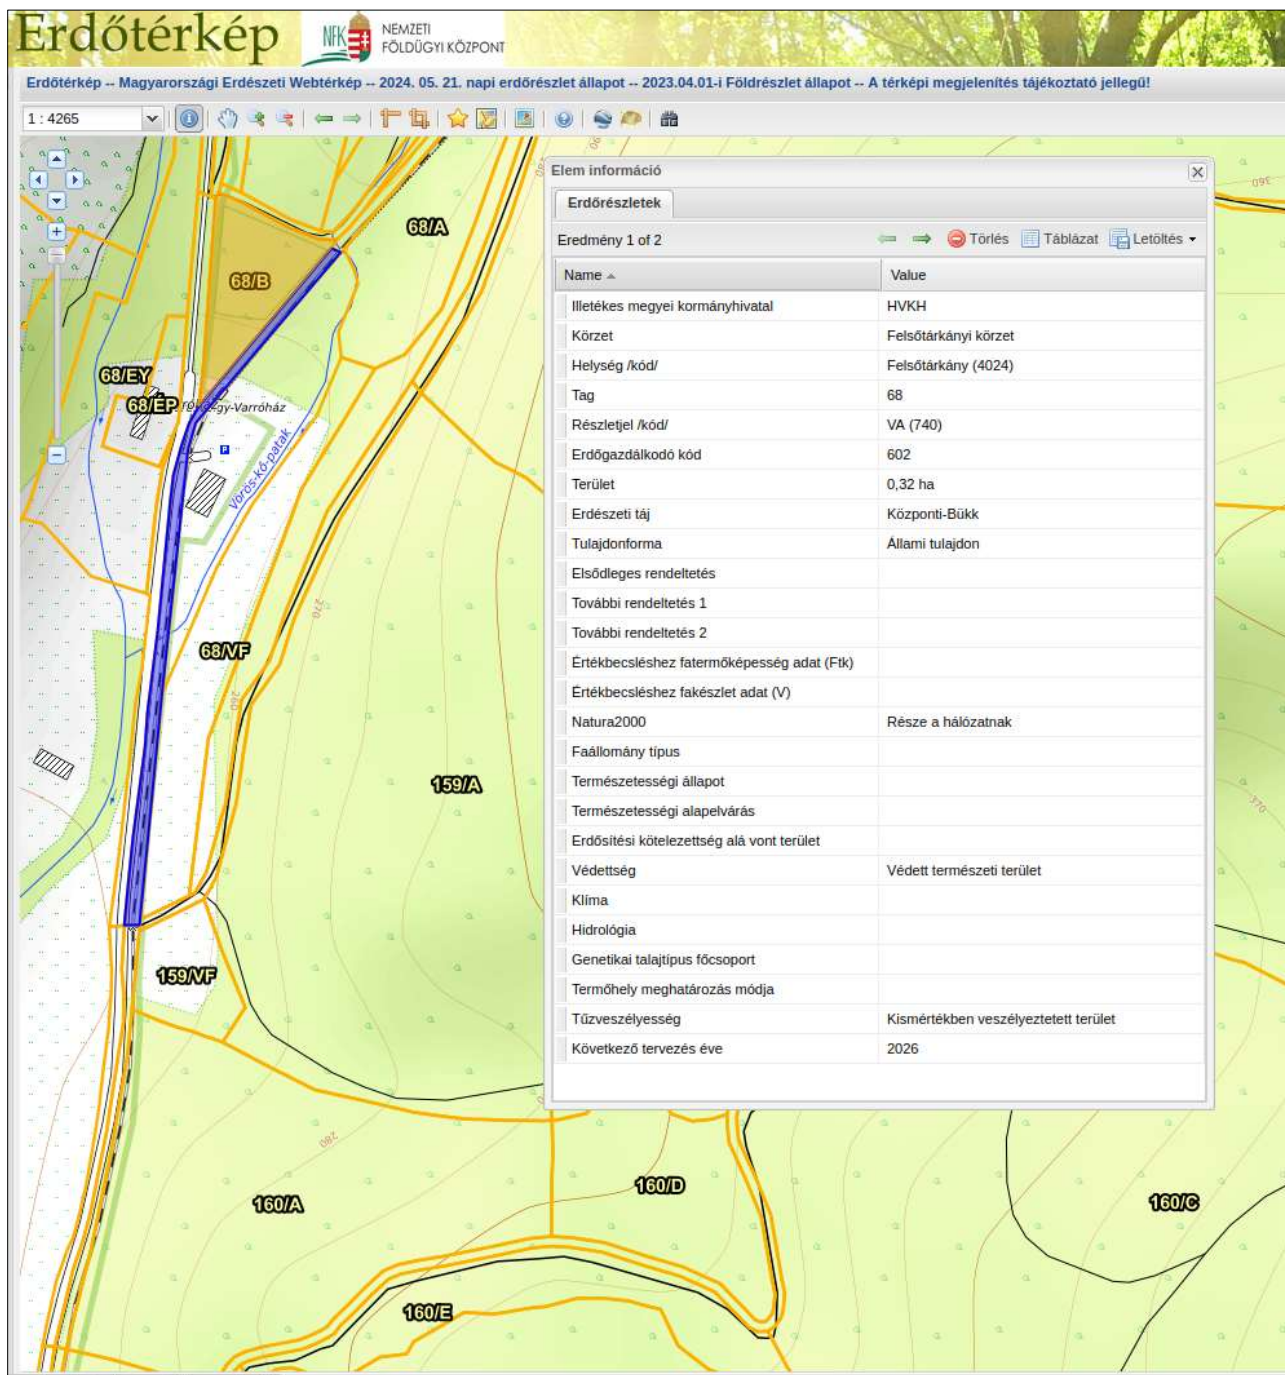 Erdőtérkép
NFK
NEMZETI
FÖLDÜGYI KÖZPONT
Erdőtérkép -- Magyarországi Erdészeti Webtérkép -- 2024. 05. 21. napi erdőrészlet állapot -- 2023.04.01-i Földrészlet állapot -- A térképi megjelenítés tájékoztató jellegű!
1 : 4265
Elem információ
Erdőrészletek
Eredmény 1 of 2
Törlés
Táblázat
Letöltés
Name Value
Illetékes megyei kormányhivatal HVKH
Körzet Felsőtárkányi körzet
Helység /kód/ Felsőtárkány (4024)
Tag 68
Részletjel /kód/ VA (740)
Erdőgazdálkodó kód 602
Terület 0,32 ha
Erdészeti táj Központi-Bükk
Tulajdonforma Állami tulajdon
Elsődleges rendeltetés
További rendeltetés 1
További rendeltetés 2
Értékbecsléshez fatermőképesség adat (Ftk)
Értékbecsléshez fakészlet adat (V)
Natura2000 Része a hálózatnak
Faállomány típus
Természetességi állapot
Természetességi alapelvárás
Erdősítési kötelezettség alá vont terület
Védettség Védett természeti terület
Klíma
Hidrológia
Genetikai talajtípus főcsoport
Termőhely meghatározás módja
Tűzveszélyesség Kismértékben veszélyeztetett terület
Következő tervezés éve 2026
68/A
68/B
68/EY
68/ÉP
gy-Varróház
P
Vörös-kő-patak
270
68/VF
260
159/A
159/VF
280
160/A
160/D
160/C
160/E
360
370